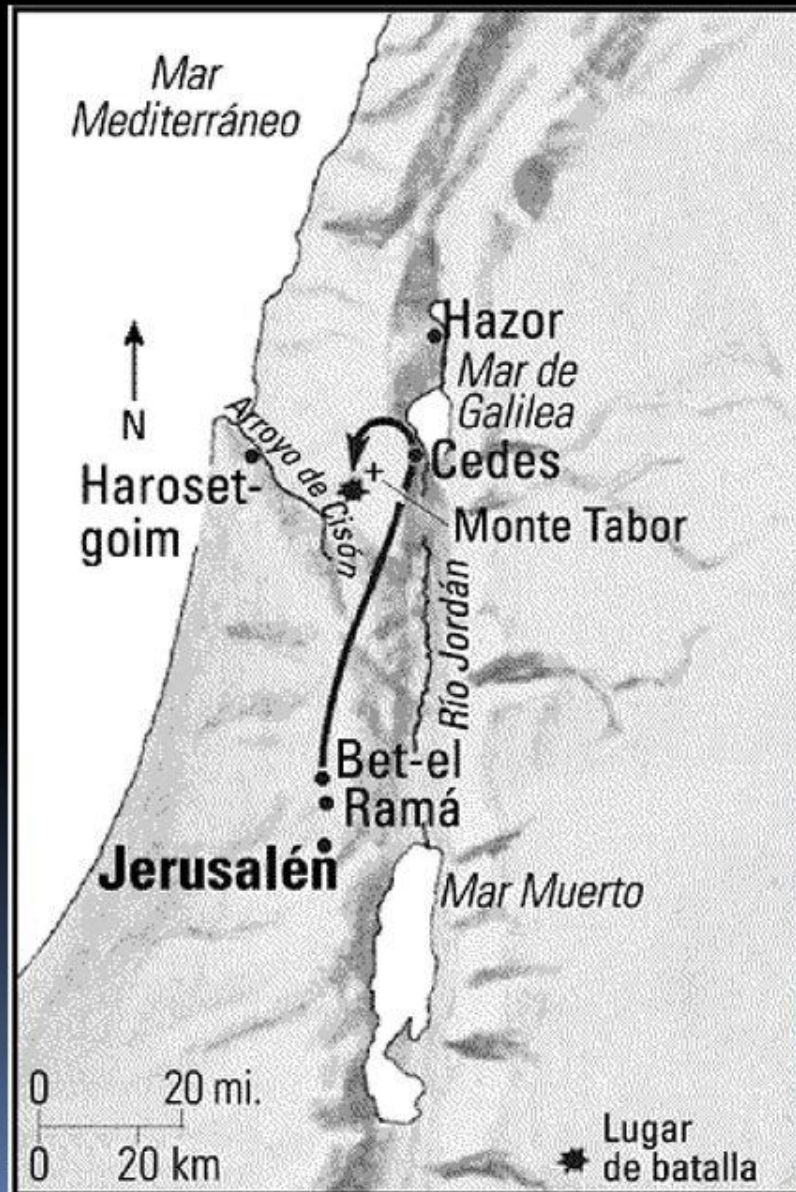 Mar
Mediterráneo
Hazor
Mar de
Galilea
N
Arroyo de Cisón
Haroset-
goim
Cedes
Monte Tabor
Río Jordán
Bet-el
Ramá
Jerusalén
Mar Muerto
0 20 mi.
0 20 km
Lugar
de batalla